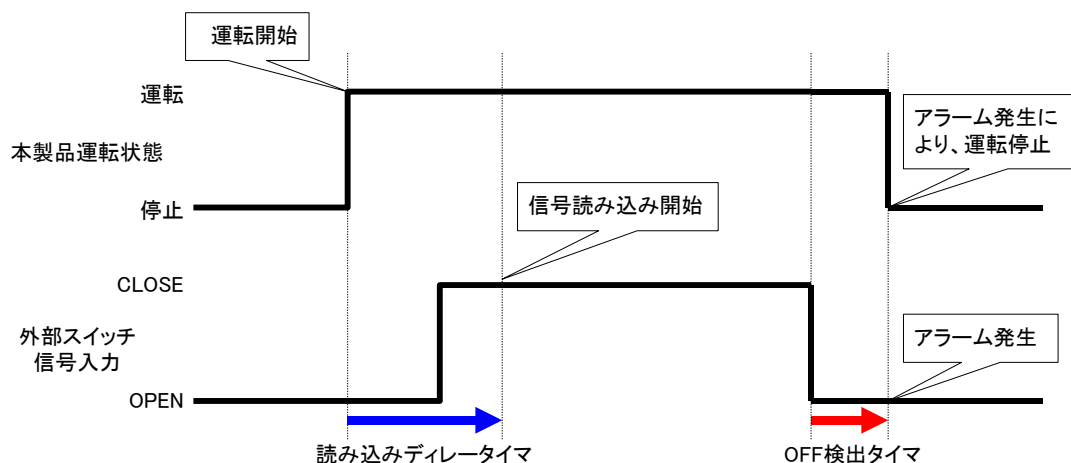 運転開始
運転
アラーム発生に
より、運転停止
本製品運転状態
停止
信号読み込み開始
CLOSE
外部スイッチ
信号入力
アラーム発生
OPEN
読み込みディレータイマ
OFF検出タイマ